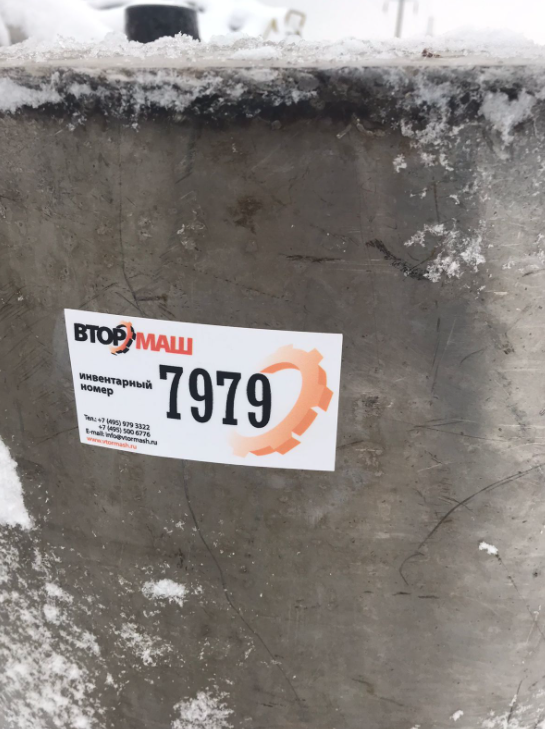 ВТОРМАШ
инвентарный
номер
7979
Тел.: +7 (495) 979 3322
+7 (495) 500 6776
E-mail: info@vtormash.ru
www.vtormash.ru